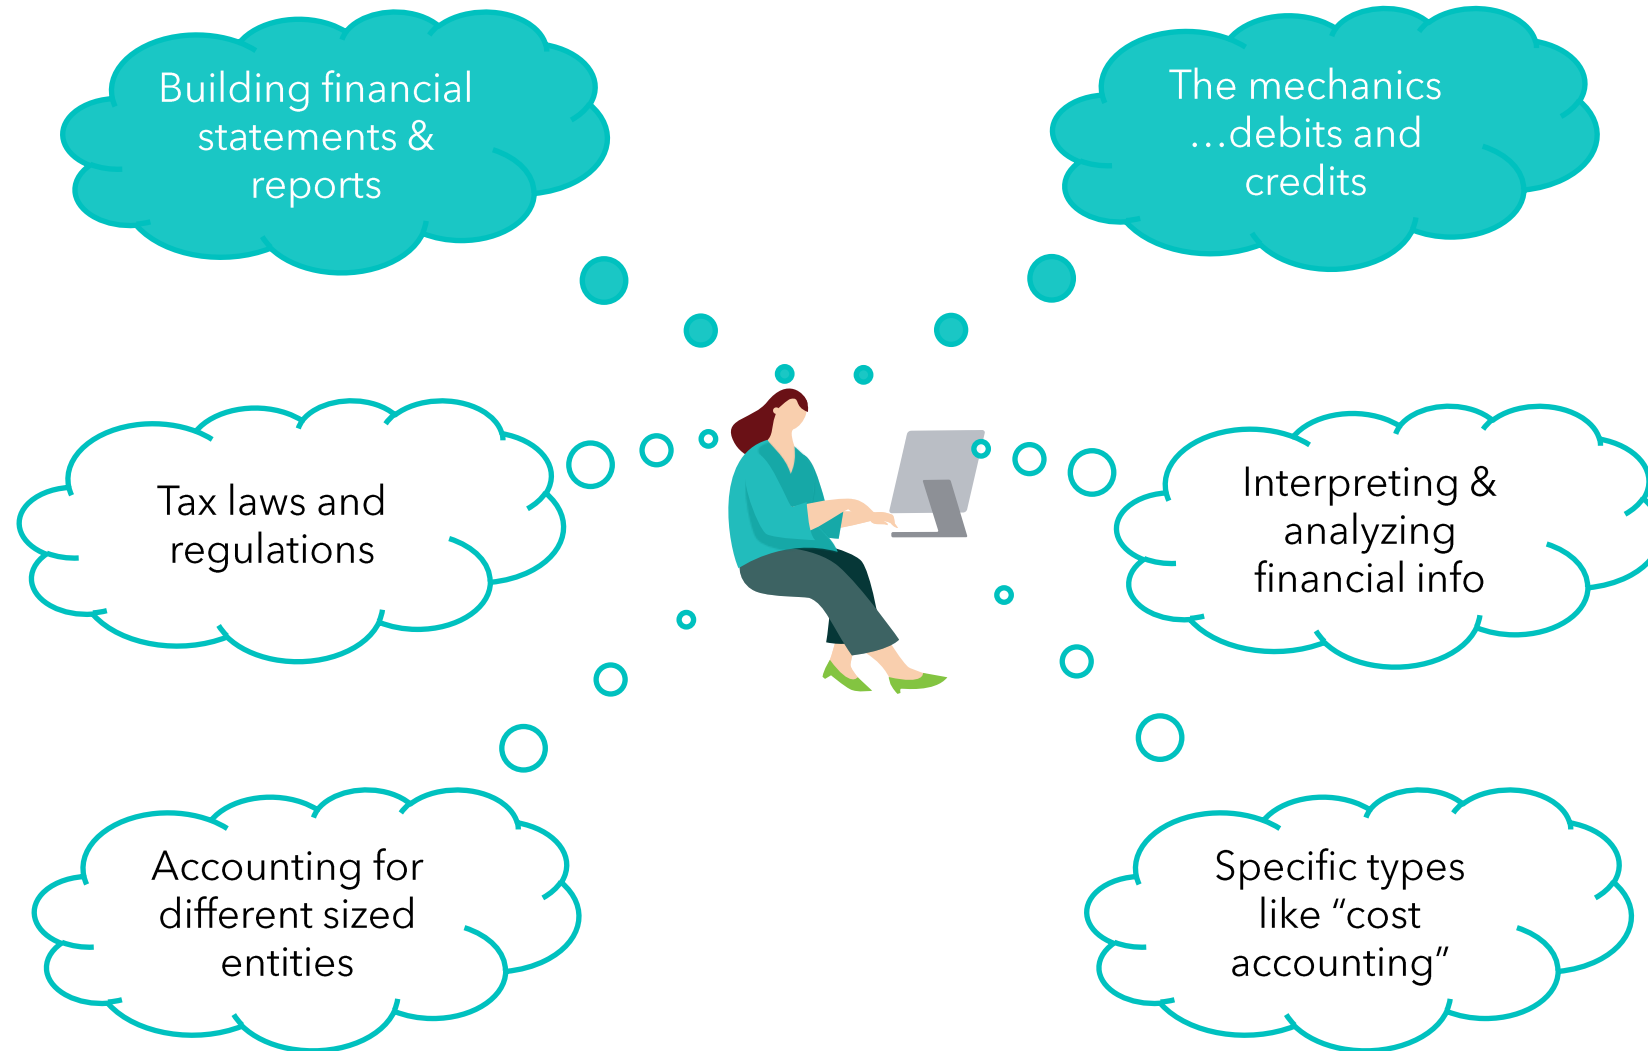 Building financial
statements &
reports
The mechanics
...debits and
credits
Tax laws and
regulations
Interpreting &
analyzing
financial info
Accounting for
different sized
entities
Specific types
like “cost
accounting”